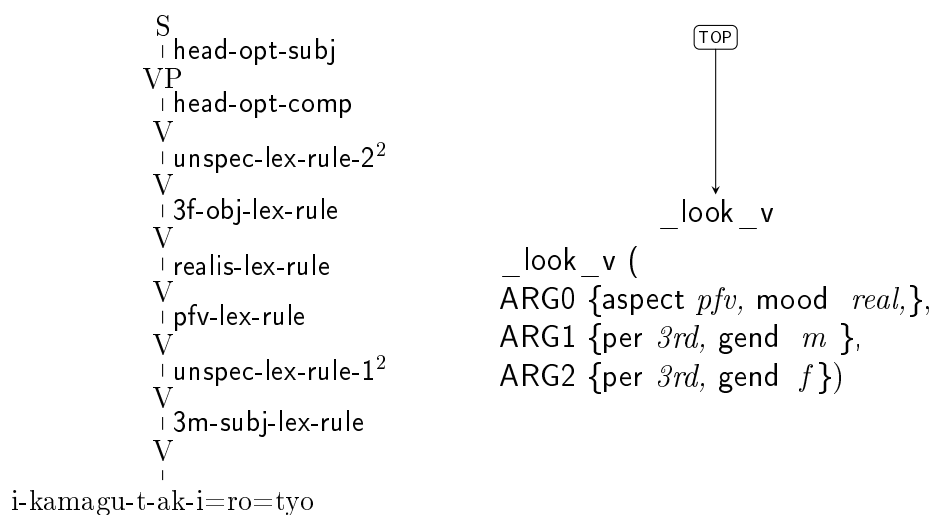 S
head-opt-subj
VP
head-opt-comp
V
unspec-lex-rule-2²
V
3f-obj-lex-rule
V
realis-lex-rule
V
pfv-lex-rule
V
unspec-lex-rule-1²
V
3m-subj-lex-rule
V
i-kamagu-t-ak-i=ro=tyo
TOP
_look_v
_look_v (
ARG0 {aspect pfv, mood real,},
ARG1 {per 3rd, gend m },
ARG2 {per 3rd, gend f})